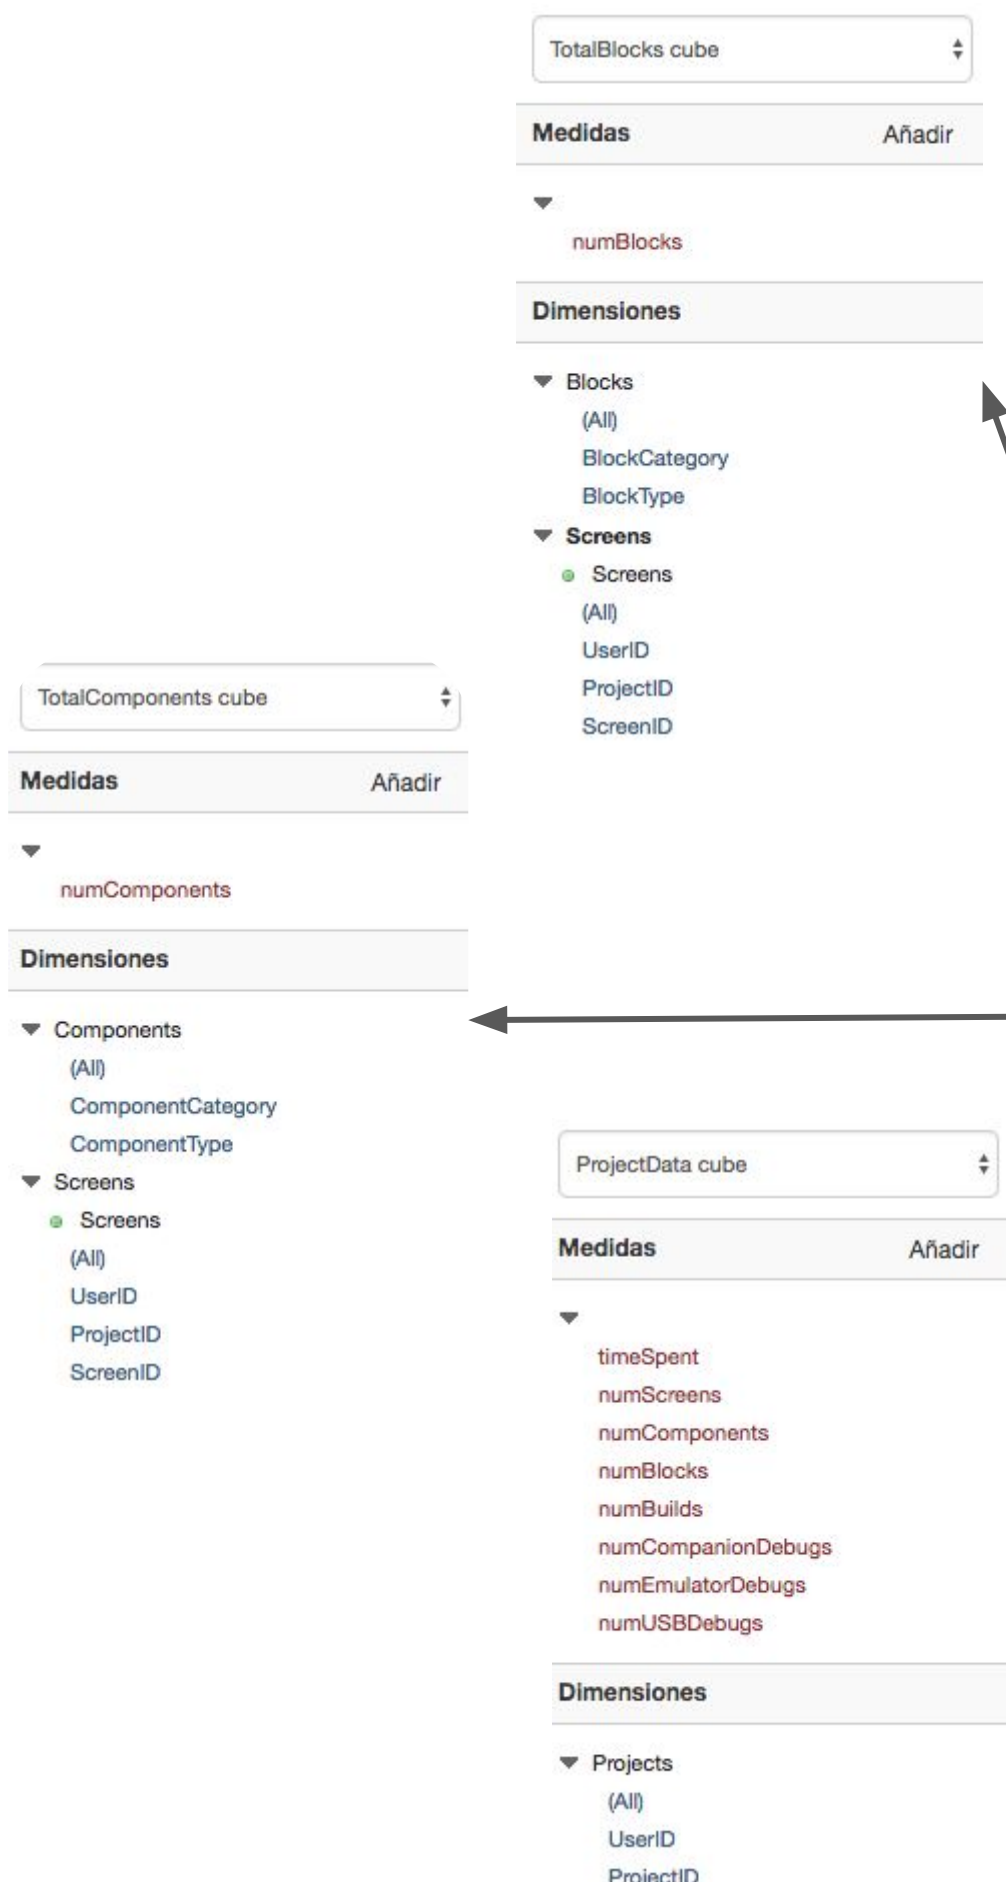 TotalBlocks cube
Medidas Añadir
numBlocks
Dimensiones
Blocks
(All)
BlockCategory
BlockType
Screens
Screens
(All)
UserID
ProjectID
ScreenID
TotalComponents cube
Medidas Añadir
numComponents
Dimensiones
Components
(All)
ComponentCategory
ComponentType
Screens
Screens
(All)
UserID
ProjectID
ScreenID
ProjectData cube
Medidas Añadir
timeSpent
numScreens
numComponents
numBlocks
numBuilds
numCompanionDebugs
numEmulatorDebugs
numUSBDebugs
Dimensiones
Projects
(All)
UserID
ProjectID